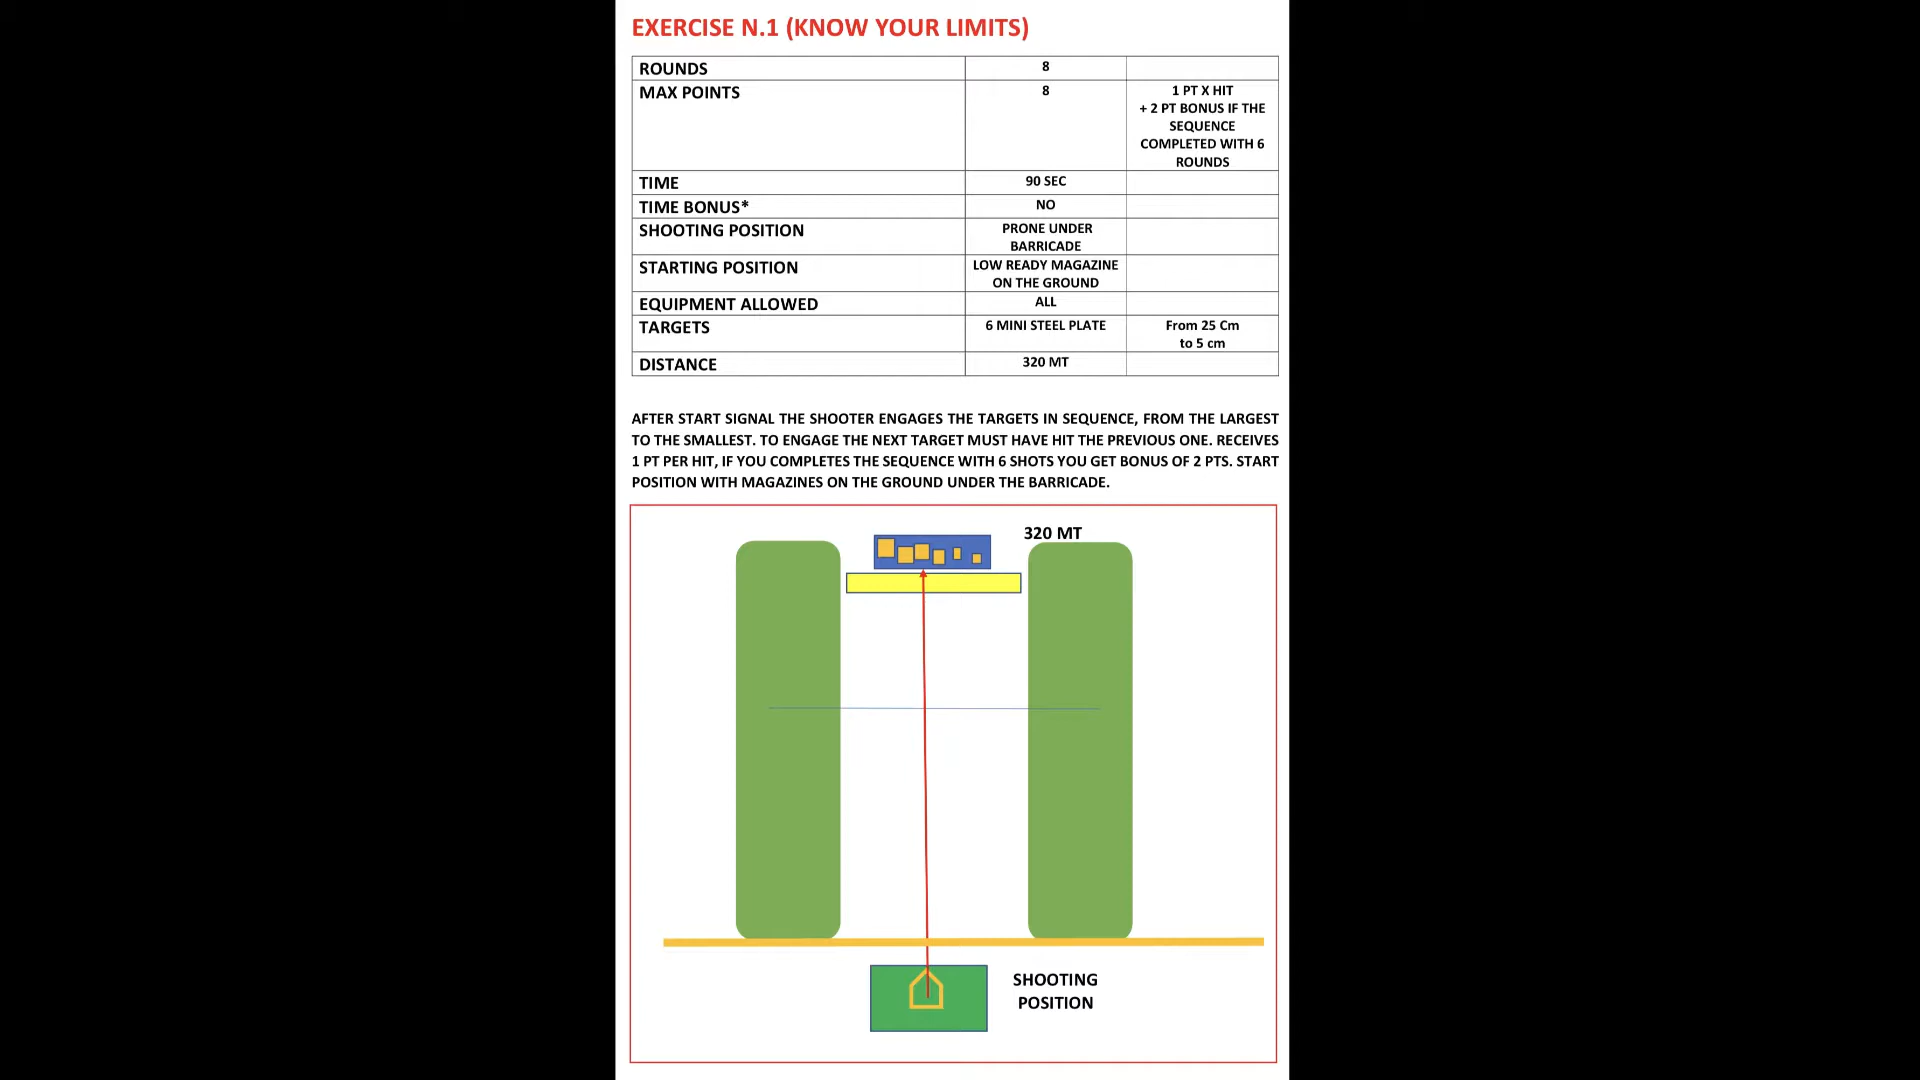 EXERCISE N.1 (KNOW YOUR LIMITS)
ROUNDS 8
MAX POINTS 8 1 PT X HIT
+ 2 PT BONUS IF THE
SEQUENCE
COMPLETED WITH 6
ROUNDS
TIME 90 SEC
TIME BONUS* NO
SHOOTING POSITION PRONE UNDER
BARRICADE
STARTING POSITION LOW READY MAGAZINE
ON THE GROUND
EQUIPMENT ALLOWED ALL
TARGETS 6 MINI STEEL PLATE From 25 Cm
to 5 cm
DISTANCE 320 MT
AFTER START SIGNAL THE SHOOTER ENGAGES THE TARGETS IN SEQUENCE, FROM THE LARGEST
TO THE SMALLEST. TO ENGAGE THE NEXT TARGET MUST HAVE HIT THE PREVIOUS ONE. RECEIVES
1 PT PER HIT, IF YOU COMPLETES THE SEQUENCE WITH 6 SHOTS YOU GET BONUS OF 2 PTS. START
POSITION WITH MAGAZINES ON THE GROUND UNDER THE BARRICADE.
320 MT
SHOOTING
POSITION